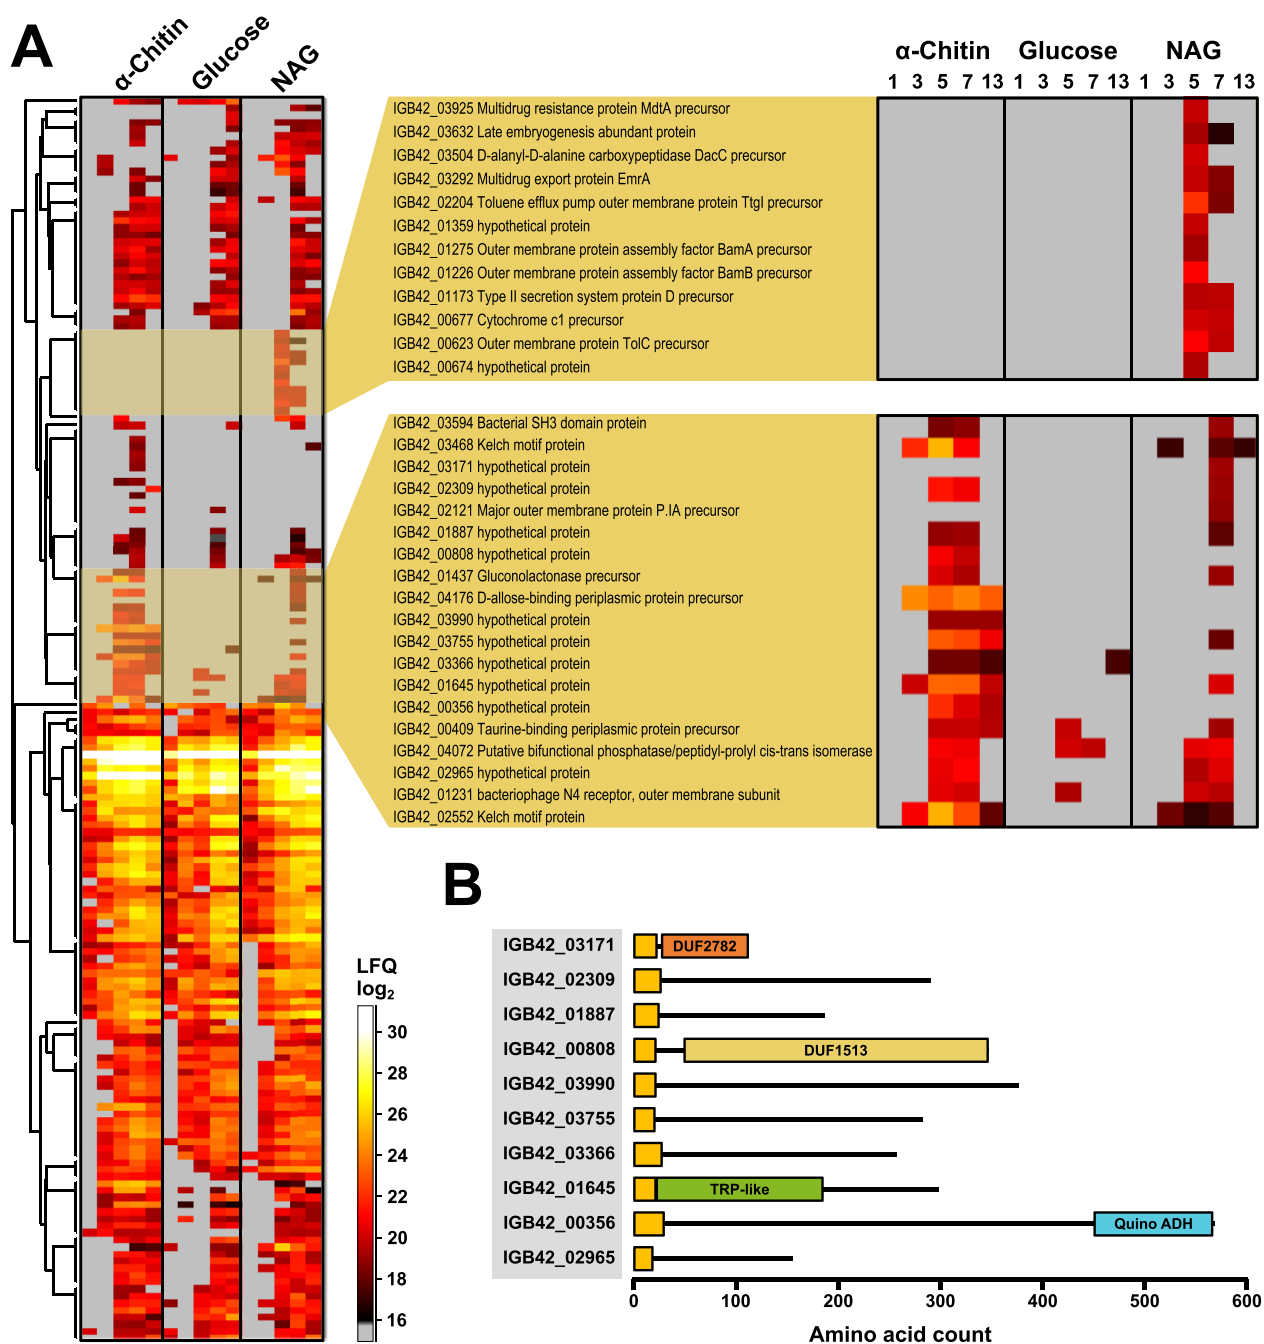 A
α-Chitin
Glucose
NAG
α-Chitin Glucose NAG
1 3 5 7 13 1 3 5 7 13 1 3 5 7 13
IGB42_03925 Multidrug resistance protein MdtA precursor
IGB42_03632 Late embryogenesis abundant protein
IGB42_03504 D-alanyl-D-alanine carboxypeptidase DacC precursor
IGB42_03292 Multidrug export protein EmrA
IGB42_02204 Toluene efflux pump outer membrane protein TtgI precursor
IGB42_01359 hypothetical protein
IGB42_01275 Outer membrane protein assembly factor BamA precursor
IGB42_01226 Outer membrane protein assembly factor BamB precursor
IGB42_01173 Type II secretion system protein D precursor
IGB42_00677 Cytochrome c1 precursor
IGB42_00623 Outer membrane protein TolC precursor
IGB42_00674 hypothetical protein
IGB42_03594 Bacterial SH3 domain protein
IGB42_03468 Kelch motif protein
IGB42_03171 hypothetical protein
IGB42_02309 hypothetical protein
IGB42_02121 Major outer membrane protein P.IA precursor
IGB42_01887 hypothetical protein
IGB42_00808 hypothetical protein
IGB42_01437 Gluconolactonase precursor
IGB42_04176 D-allose-binding periplasmic protein precursor
IGB42_03990 hypothetical protein
IGB42_03755 hypothetical protein
IGB42_03366 hypothetical protein
IGB42_01645 hypothetical protein
IGB42_00356 hypothetical protein
IGB42_00409 Taurine-binding periplasmic protein precursor
IGB42_04072 Putative bifunctional phosphatase/peptidyl-prolyl cis-trans isomerase
IGB42_02965 hypothetical protein
IGB42_01231 bacteriophage N4 receptor, outer membrane subunit
IGB42_02552 Kelch motif protein
LFQ
log2
30
28
26
24
22
20
18
16
B
IGB42_03171 DUF2782
IGB42_02309
IGB42_01887
IGB42_00808 DUF1513
IGB42_03990
IGB42_03755
IGB42_03366
IGB42_01645 TRP-like
IGB42_00356 Quino ADH
IGB42_02965
0 100 200 300 400 500 600
Amino acid count